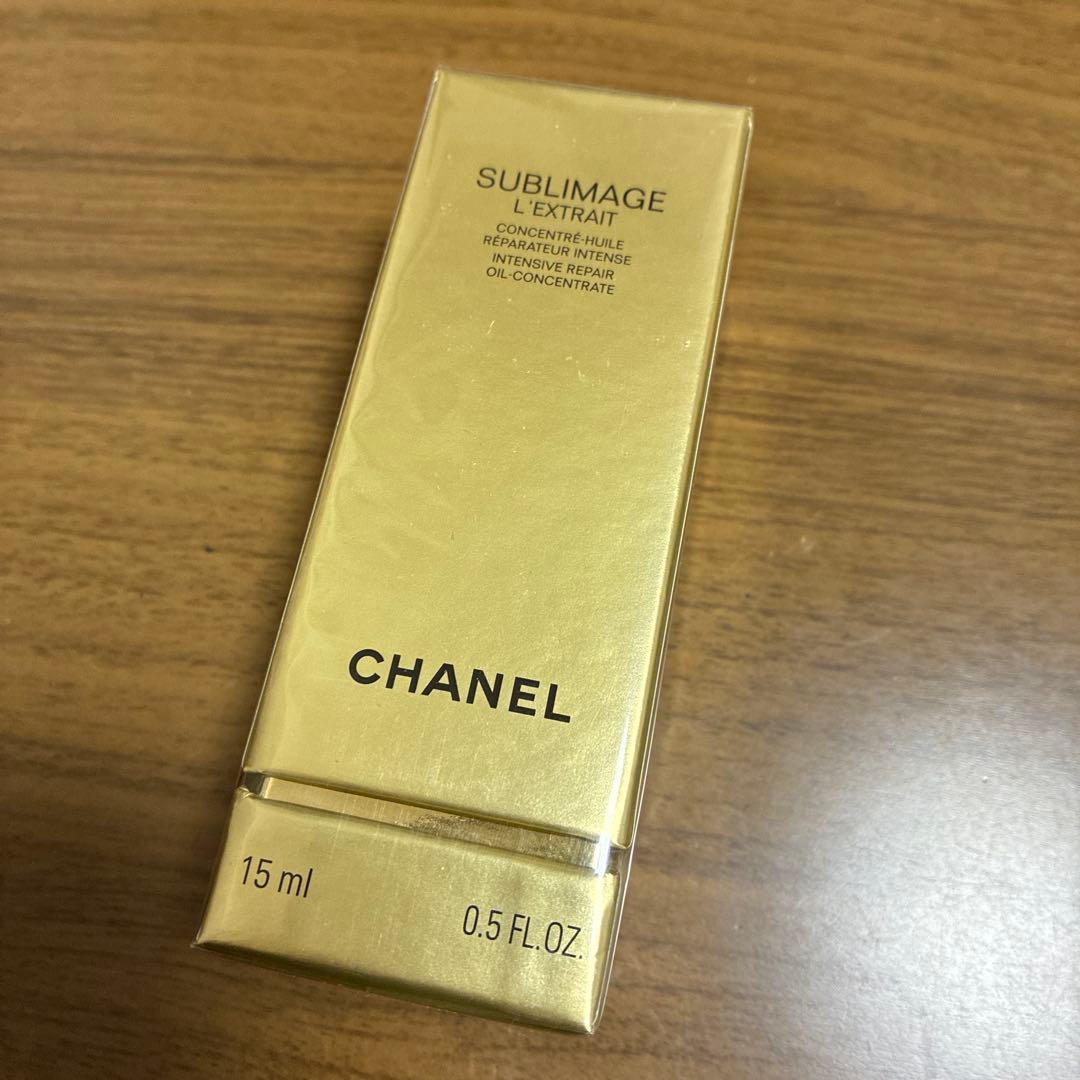 SUBLIMAGE
L'EXTRAIT
CONCENTRÉ-HUILE
RÉPARATEUR INTENSE
INTENSIVE REPAIR
OIL-CONCENTRATE
CHANEL
15 ml
0.5 FL.OZ.